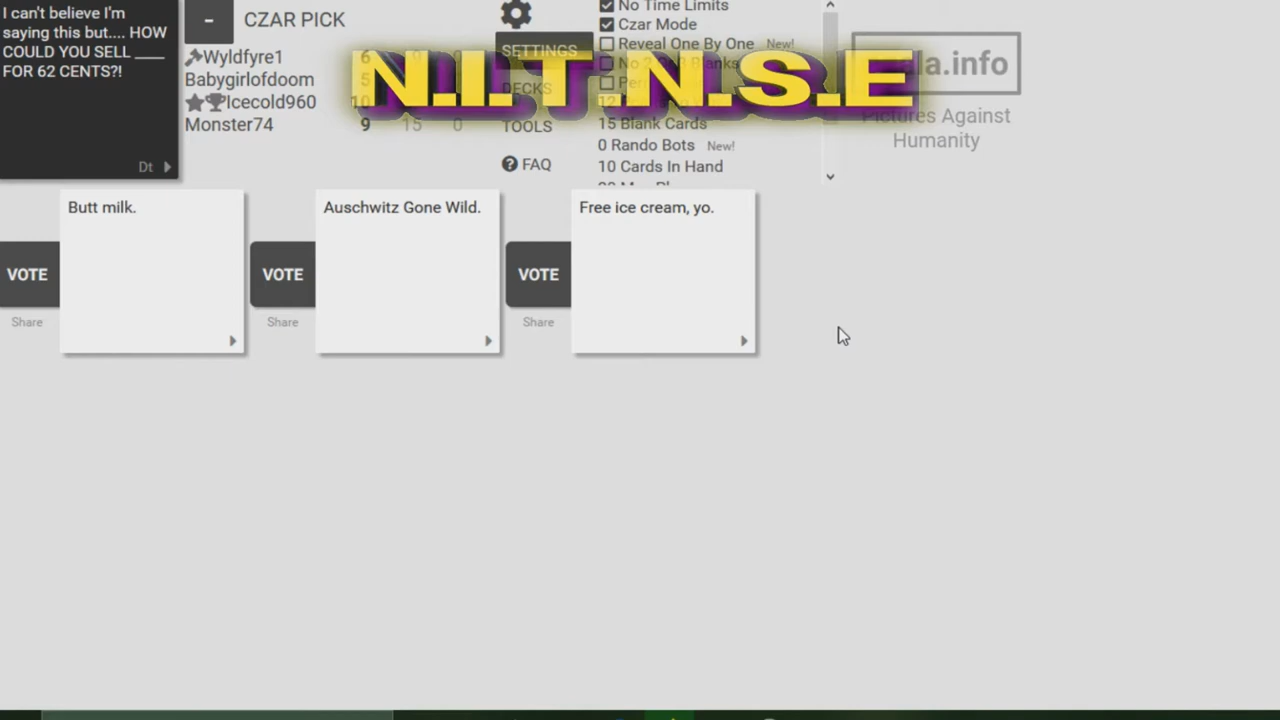 I can't believe I'm
saying this but.... HOW
COULD YOU SELL ____
FOR 62 CENTS?!
Dt
-
CZAR PICK
Wyldfyre1 6
Babygirlofdoom
Icecold960 10
Monster74 9 15 0
SETTINGS
DECKS
TOOLS
FAQ
No Time Limits
Czar Mode
Reveal One By One New!
15 Blank Cards
0 Rando Bots New!
10 Cards In Hand
N.I.T.N.S.E
.info
Pictures Against
Humanity
VOTE
Share
Butt milk.
VOTE
Share
Auschwitz Gone Wild.
VOTE
Share
Free ice cream, yo.